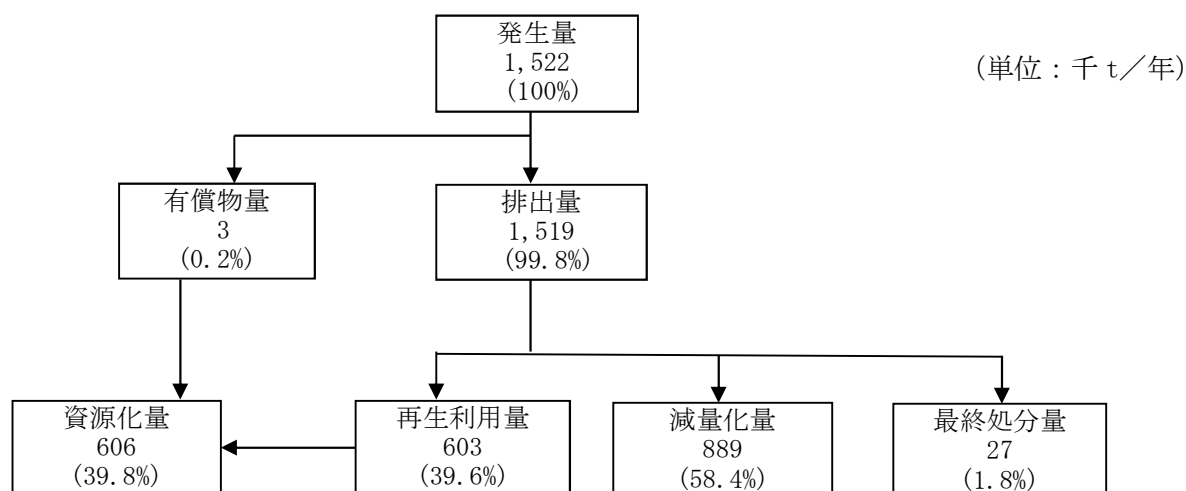 発生量
1,522
(100%)
(単位：千ｔ／年)
有償物量
3
(0.2%)
排出量
1,519
(99.8%)
資源化量
606
(39.8%)
再生利用量
603
(39.6%)
減量化量
889
(58.4%)
最終処分量
27
(1.8%)